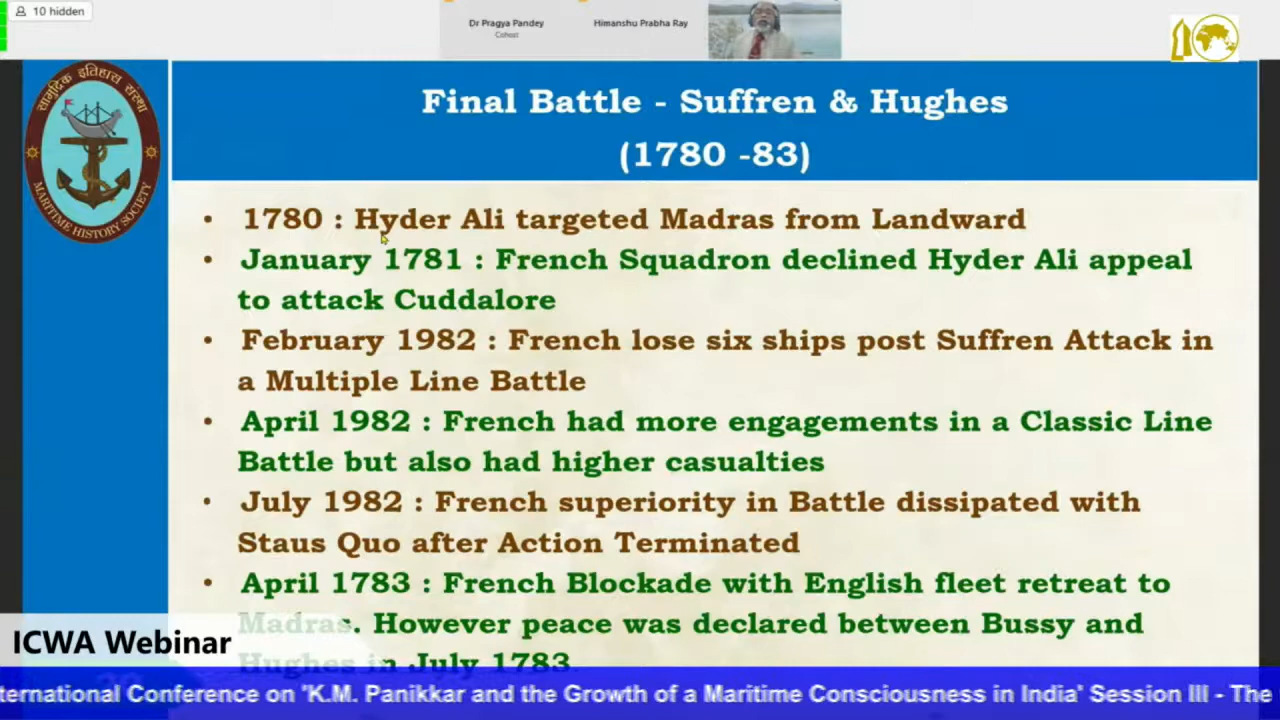 10 hidden
Dr Pragya Pandey
Cohost
Himanshu Prabha Ray
सामुद्रिक इतिहास संस्था
MARITIME HISTORY SOCIETY
Final Battle - Suffren & Hughes
(1780 -83)
• 1780 : Hyder Ali targeted Madras from Landward
• January 1781 : French Squadron declined Hyder Ali appeal
to attack Cuddalore
• February 1982 : French lose six ships post Suffren Attack in
a Multiple Line Battle
• April 1982 : French had more engagements in a Classic Line
Battle but also had higher casualties
• July 1982 : French superiority in Battle dissipated with
Staus Quo after Action Terminated
• April 1783 : French Blockade with English fleet retreat to
Madras. However peace was declared between Bussy and
Hughes in July 1783
ICWA Webinar
ternational Conference on 'K.M. Panikkar and the Growth of a Maritime Consciousness in India' Session III - The